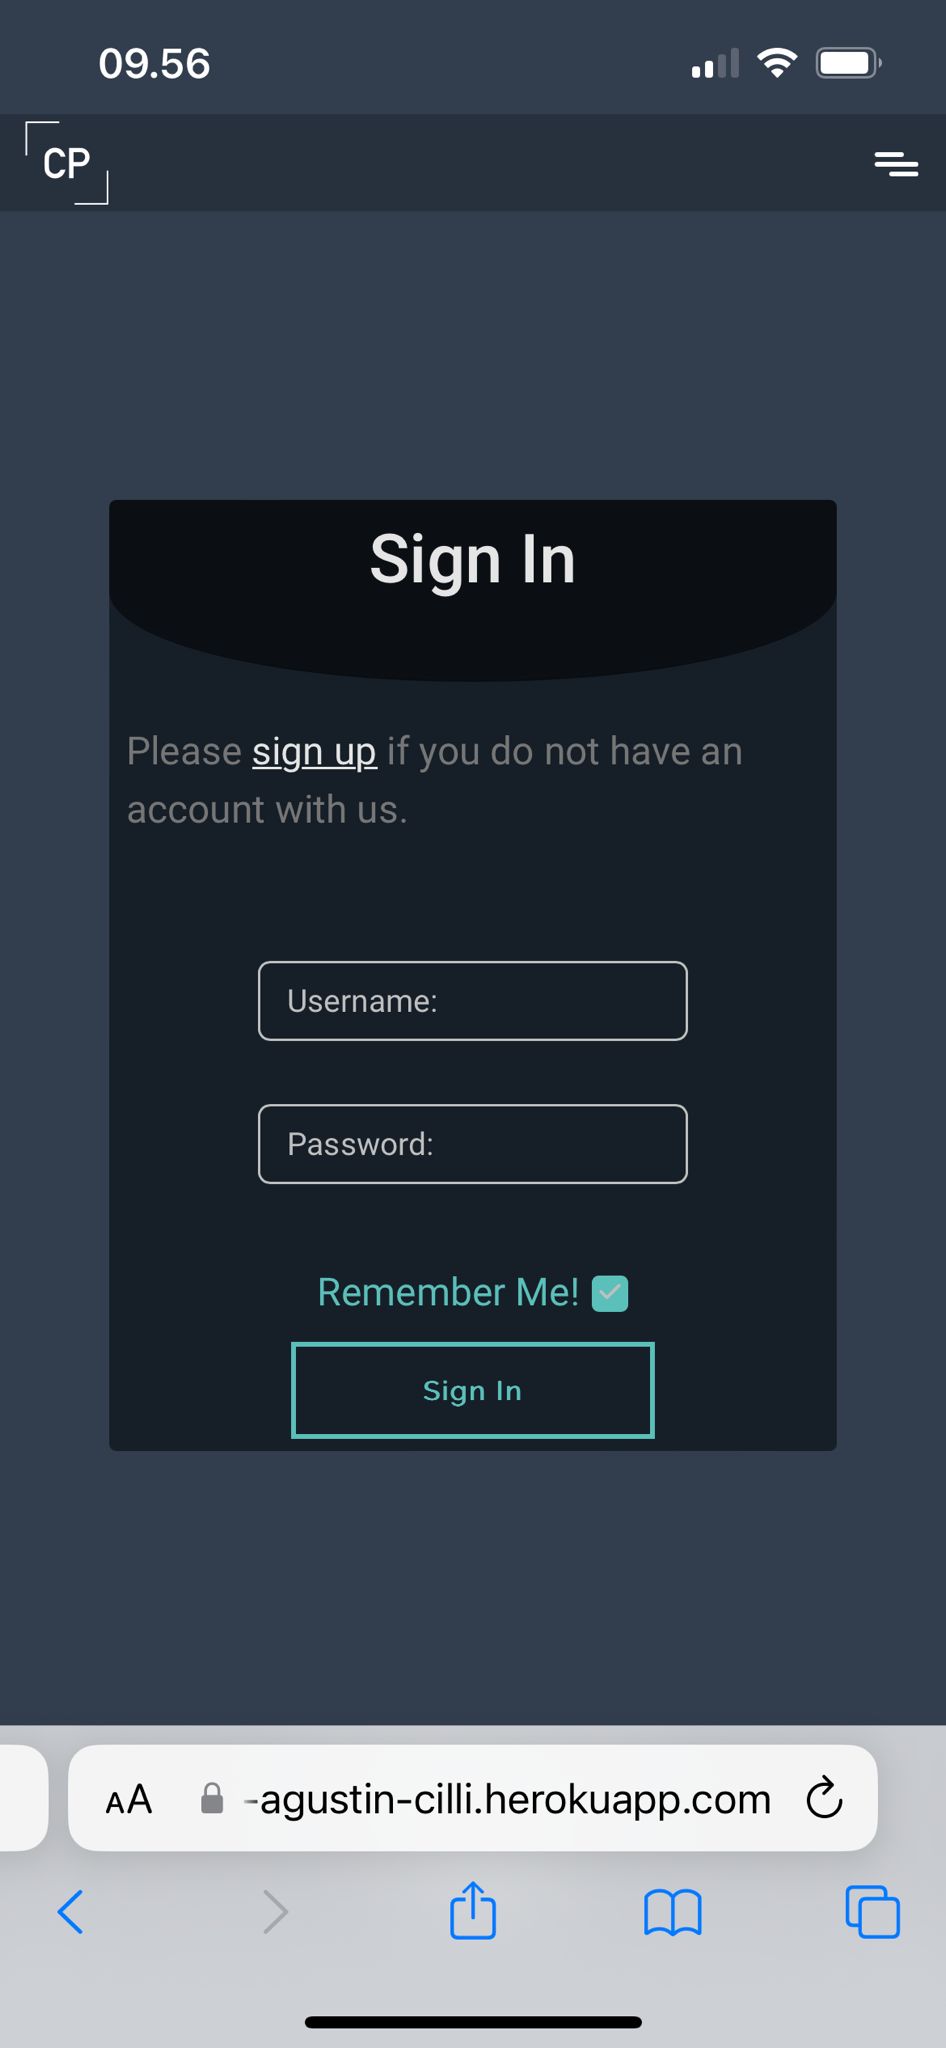 09.56
CP
Sign In
Please sign up if you do not have an
account with us.
Username:
Password:
Remember Me!
Sign In
AA -agustin-cilli.herokuapp.com